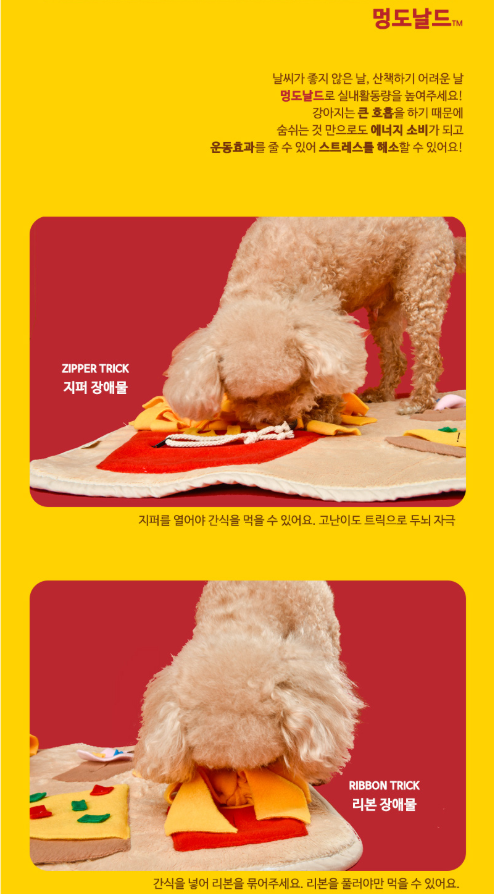 멍도날드™
날씨가 좋지 않은 날, 산책하기 어려운 날
멍도날드로 실내활동량을 높여주세요!
강아지는 큰 호흡을 하기 때문에
숨쉬는 것 만으로도 에너지 소비가 되고
운동효과를 줄 수 있어 스트레스를 해소할 수 있어요!
ZIPPER TRICK
지퍼 장애물
지퍼를 열어야 간식을 먹을 수 있어요. 고난이도 트릭으로 두뇌 자극
RIBBON TRICK
리본 장애물
간식을 넣어 리본을 묶어주세요. 리본을 풀러야만 먹을 수 있어요.